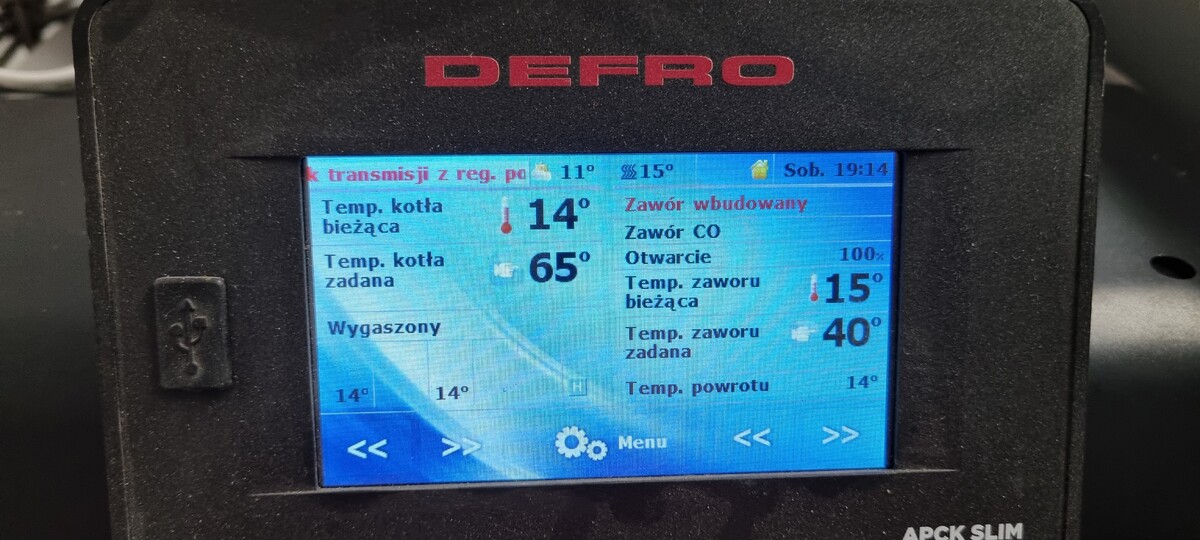 DEFRO
k transmisji z reg. po 11° 15° Sob. 19:14
Temp. kotła
bieżąca
14°
Temp. kotła
zadana
65°
Wygaszony
14° 14° H
Zawór wbudowany
Zawór CO
Otwarcie 100%
Temp. zaworu
bieżąca
15°
Temp. zaworu
zadana
40°
Temp. powrotu 14°
<< >> Menu << >>
APCK SLIM